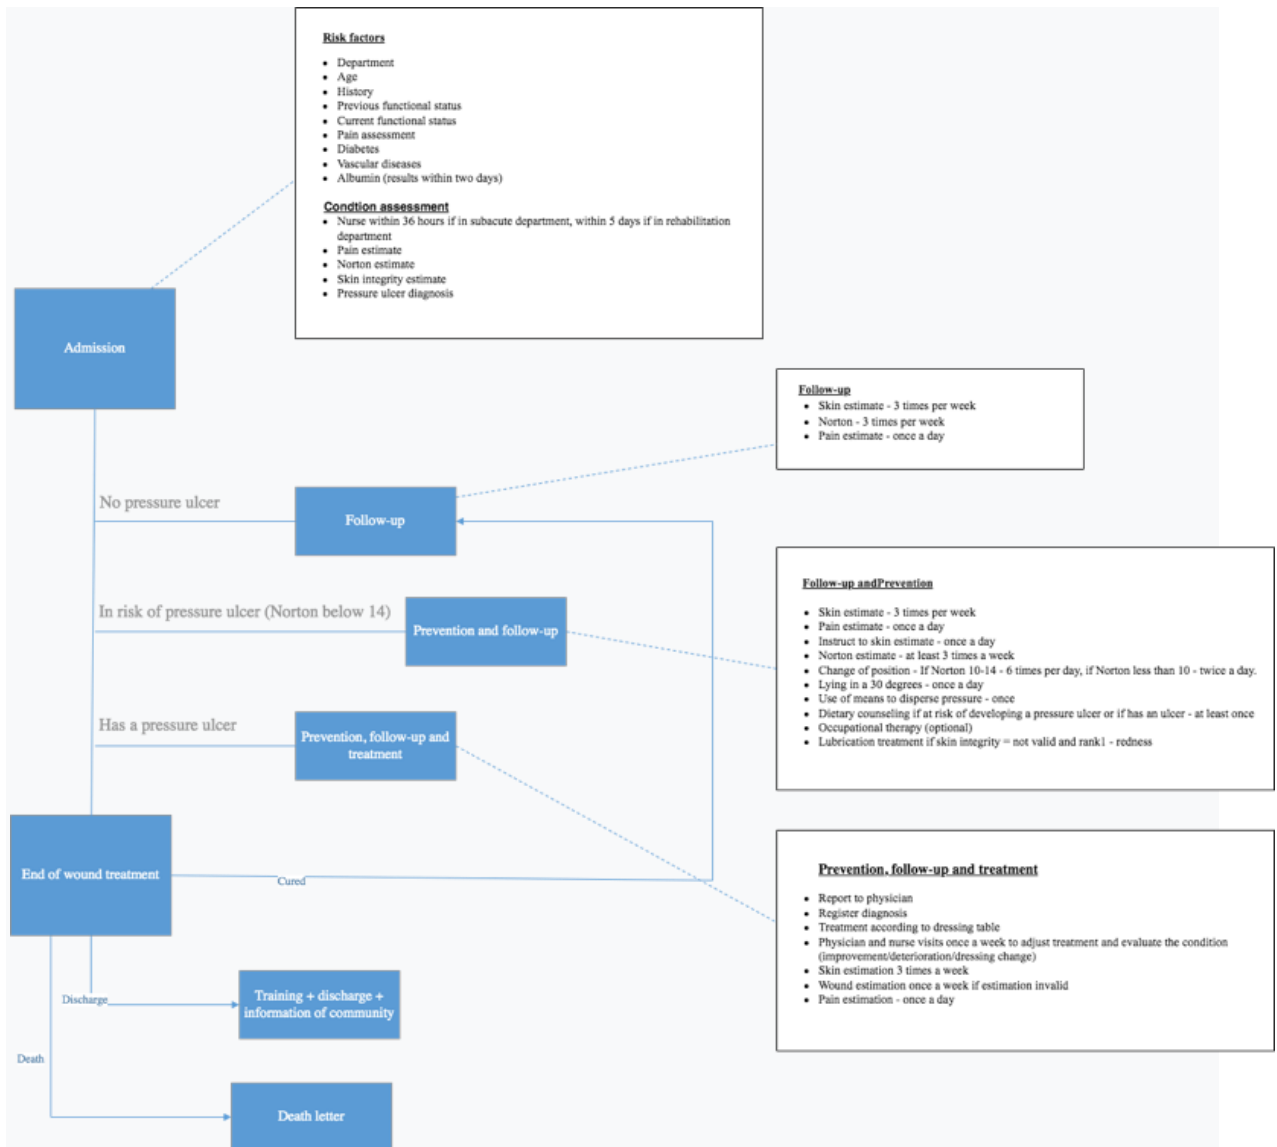 Risk factors
• Department
• Age
• History
• Previous functional status
• Current functional status
• Pain assessment
• Diabetes
• Vascular diseases
• Albumin (results within two days)
Condtion assessment
• Nurse within 36 hours if in subacute department, within 5 days if in rehabilitation
department
• Pain estimate
• Norton estimate
• Skin integrity estimate
• Pressure ulcer diagnosis
Admission
Follow-up
• Skin estimate - 3 times per week
• Norton - 3 times per week
• Pain estimate - once a day
No pressure ulcer
Follow-up
In risk of pressure ulcer (Norton below 14)
Prevention and follow-up
Follow-up andPrevention
• Skin estimate - 3 times per week
• Pain estimate - once a day
• Instruct to skin estimate - once a day
• Norton estimate - at least 3 times a week
• Change of position - If Norton 10-14 - 6 times per day, if Norton less than 10 - twice a day.
• Lying in a 30 degrees - once a day
• Use of means to disperse pressure - once
• Dietary counseling if at risk of developing a pressure ulcer or if has an ulcer - at least once
• Occupational therapy (optional)
• Lubrication treatment if skin integrity = not valid and rank1 - redness
Has a pressure ulcer
Prevention, follow-up and
treatment
End of wound treatment
Cured
Prevention, follow-up and treatment
• Report to physician
• Register diagnosis
• Treatment according to dressing table
• Physician and nurse visits once a week to adjust treatment and evaluate the condition
(improvement/deterioration/dressing change)
• Skin estimation 3 times a week
• Wound estimation once a week if estimation invalid
• Pain estimation - once a day
Discharge
Training + discharge +
information of community
Death
Death letter